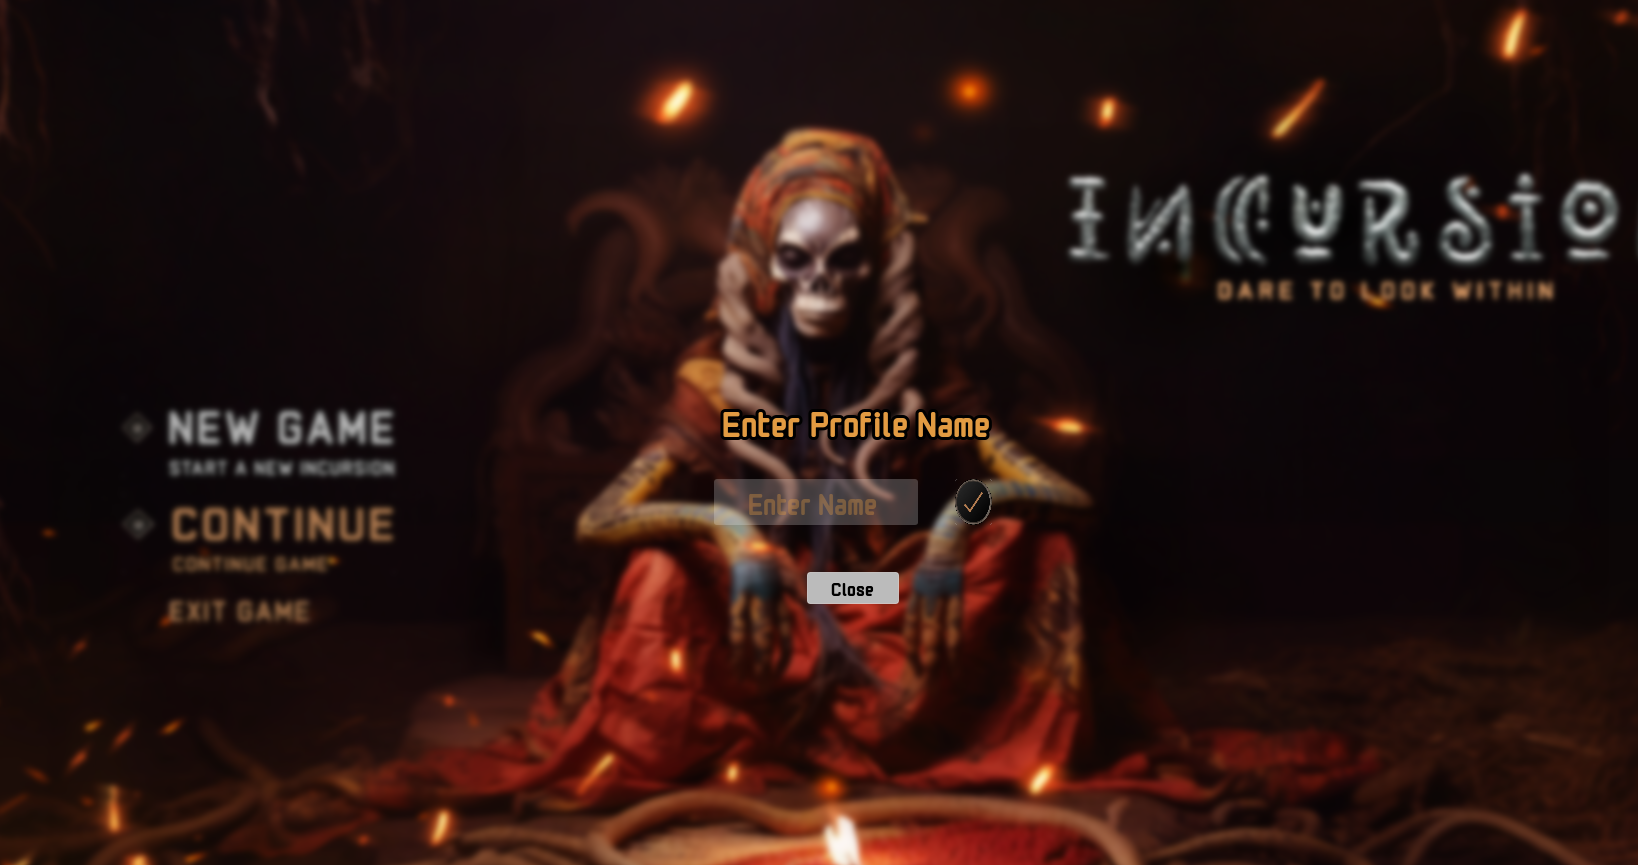 INCURSIO
DARE TO LOOK WITHIN
NEW GAME
START A NEW INCURSION
CONTINUE
CONTINUE GAME
EXIT GAME
Enter Profile Name
Enter Name
Close